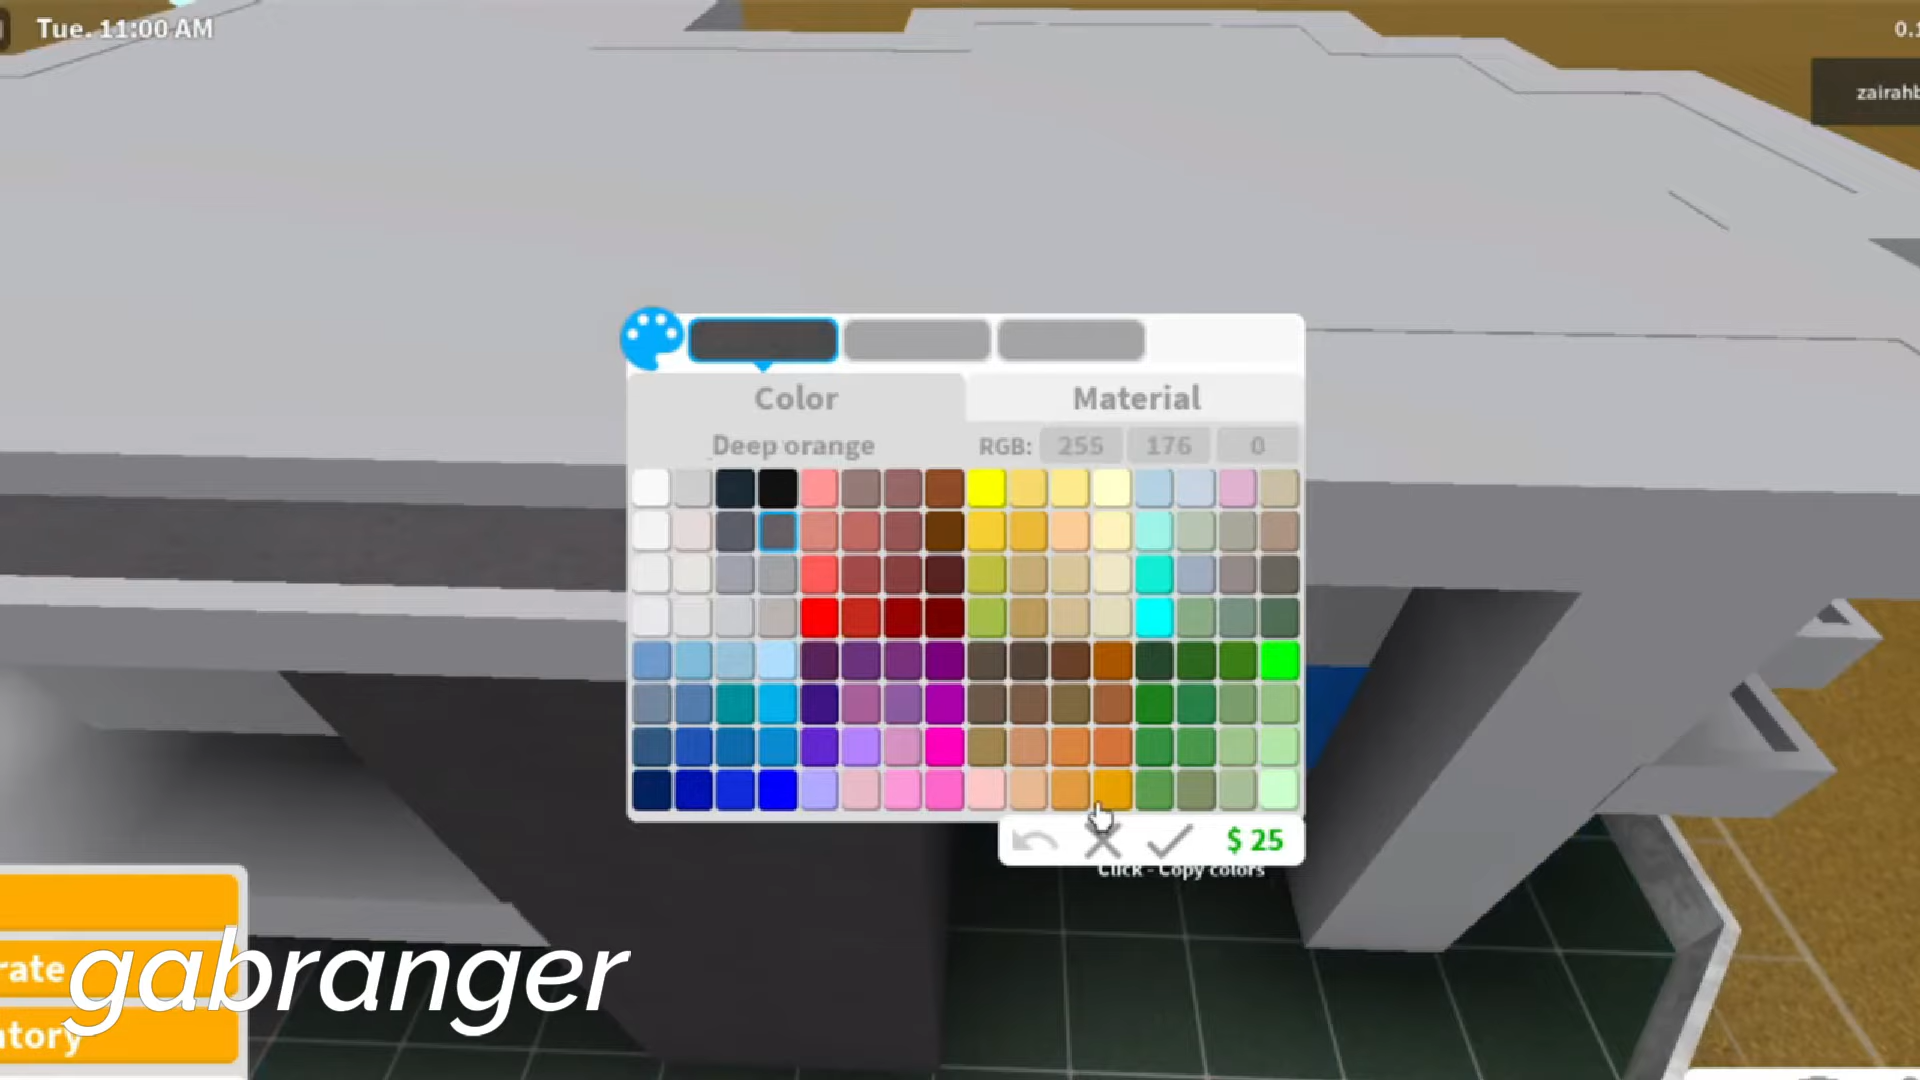 Tue. 11:00 AM
0.1
zairahb
Color
Material
Deep orange
RGB: 255 176 0
$ 25
Click - Copy colors
rate
ntory
gabranger